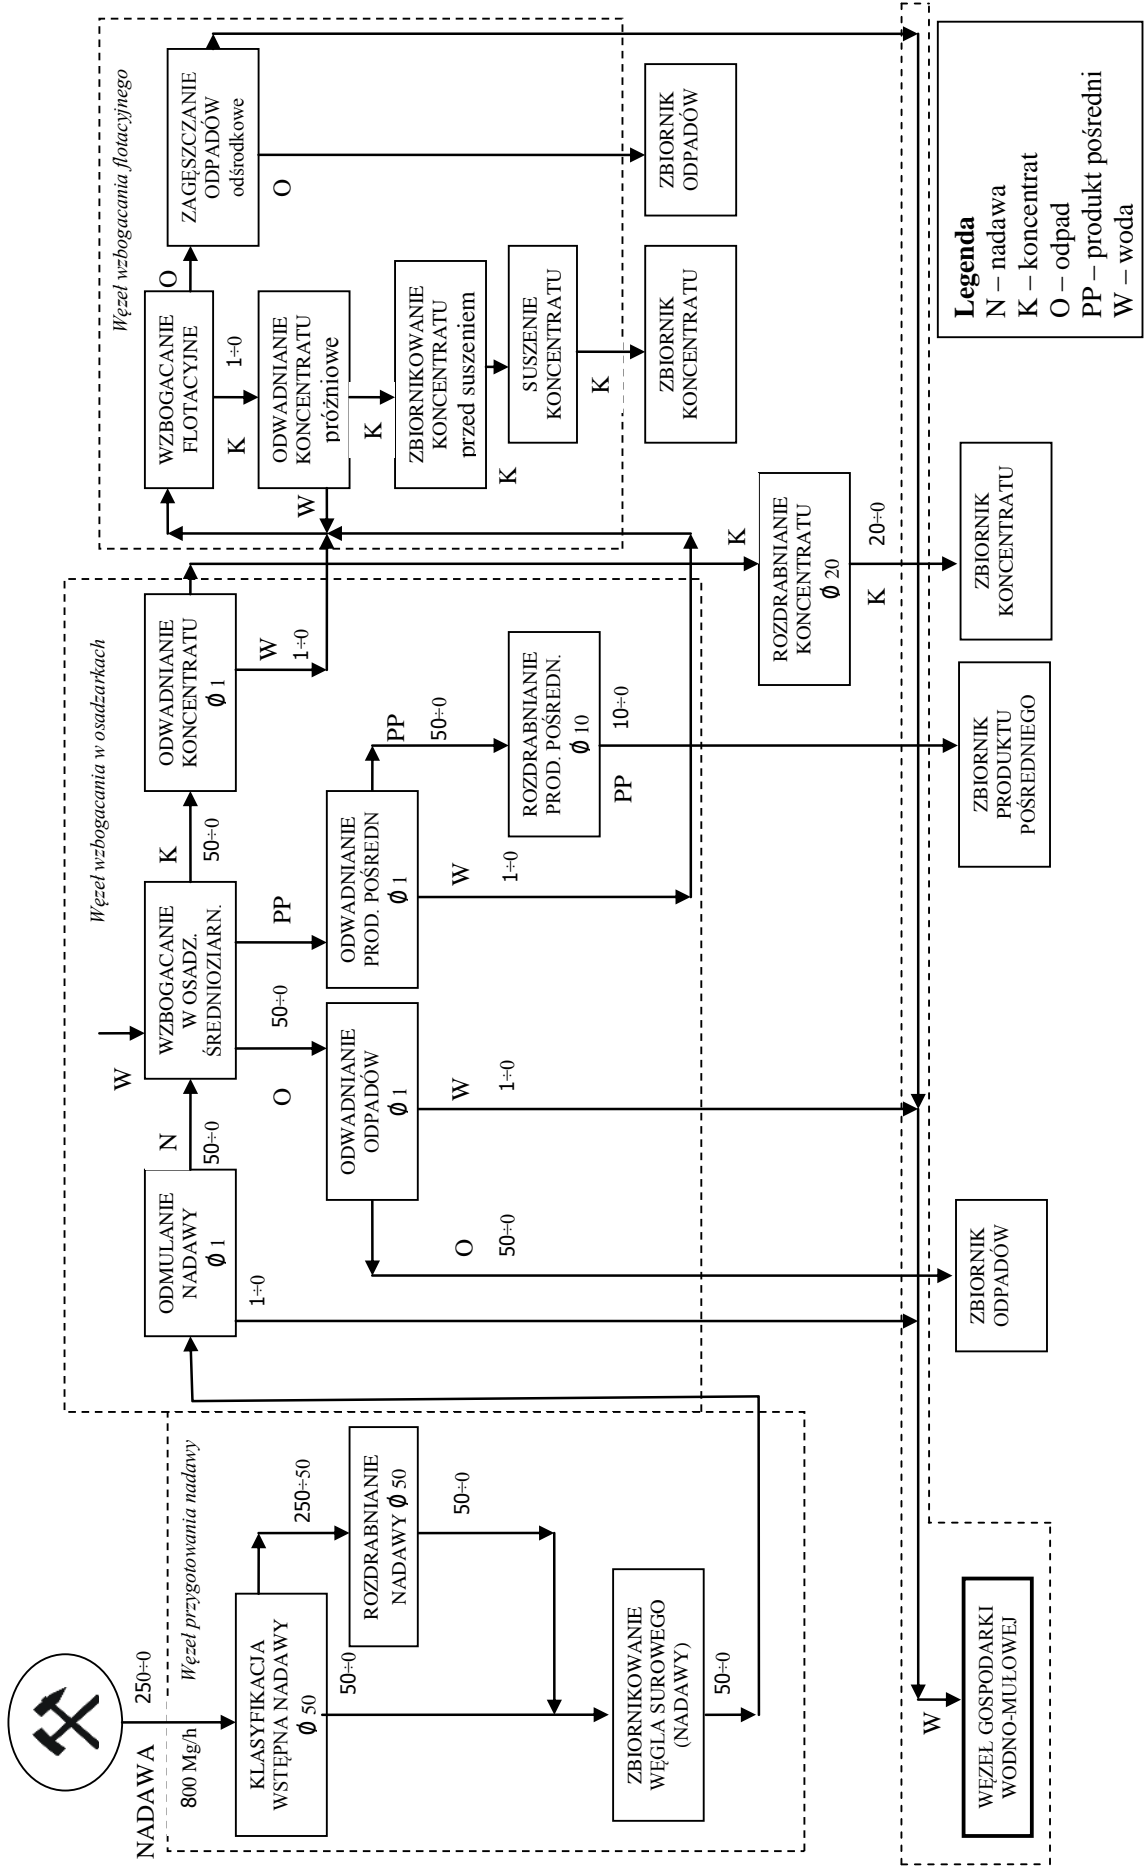 NADAWA
800 Mg/h
250÷0
Węzeł przygotowania nadawy
KLASYFIKACJA
WSTĘPNA NADAWY
Ø 50
250÷50
50÷0
ROZDRABNIANIE
NADAWY Ø 50
50÷0
ZBIORNIKOWANIE
WĘGLA SUROWEGO
(NADAWY)
50÷0
Węzeł wzbogacania w osadzarkach
ODMULANIE
NADAWY
Ø 1
1÷0
N
50÷0
W
WZBOGACANIE
W OSADZ.
ŚREDNIOZIARN.
K
50÷0
O
50÷0
PP
ODWADNIANIE
KONCENTRATU
Ø 1
W
1÷0
ODWADNIANIE
ODPADÓW
Ø 1
O
50÷0
W
1÷0
ODWADNIANIE
PROD. POŚREDN
Ø 1
W
1÷0
PP
50÷0
ROZDRABNIANIE
PROD. POŚREDN.
Ø 10
PP
10÷0
Węzeł wzbogacania flotacyjnego
WZBOGACANIE
FLOTACYJNE
O
K
1÷0
ZAGĘSZCZANIE
ODPADÓW
odśrodkowe
O
ODWADNIANIE
KONCENTRATU
próżniowe
W
K
ZBIORNIKOWANIE
KONCENTRATU
przed suszeniem
K
SUSZENIE
KONCENTRATU
K
ZBIORNIK
KONCENTRATU
ZBIORNIK
ODPADÓW
K
ROZDRABNIANIE
KONCENTRATU
Ø 20
K
20÷0
W
WĘZEŁ GOSPODARKI
WODNO-MUŁOWEJ
ZBIORNIK
ODPADÓW
ZBIORNIK
PRODUKTU
POŚREDNIEGO
ZBIORNIK
KONCENTRATU
Legenda
N – nadawa
K – koncentrat
O – odpad
PP – produkt pośredni
W – woda